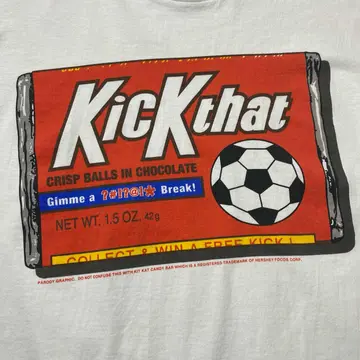 KicKthat
CRISP BALLS IN CHOCOLATE
Gimme a ?#!?@!* Break!
NET WT. 1.5 OZ. 42g
COLLECT & WIN A FREE KICK !
PARODY GRAPHIC. DO NOT CONFUSE THIS WITH KIT KAT CANDY BAR WHICH IS A REGISTERED TRADEMARK OF HERSHEY FOODS CORP.